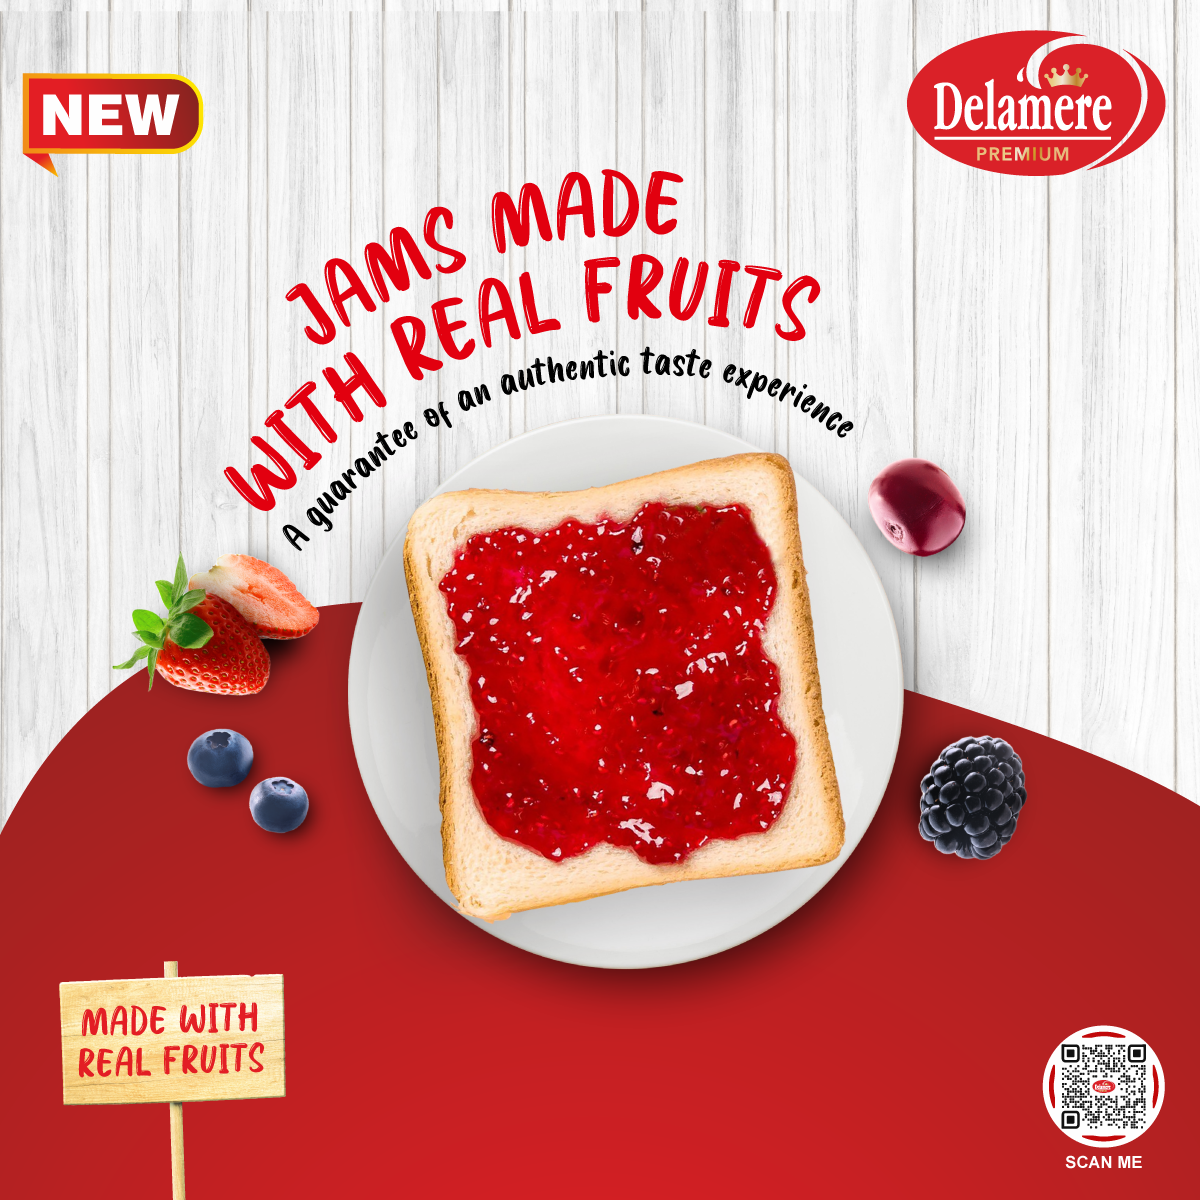 NEW
Delamere
PREMIUM
JAMS MADE
WITH REAL FRUITS
A guarantee of an authentic taste experience
MADE WITH
REAL FRUITS
Delamere
SCAN ME